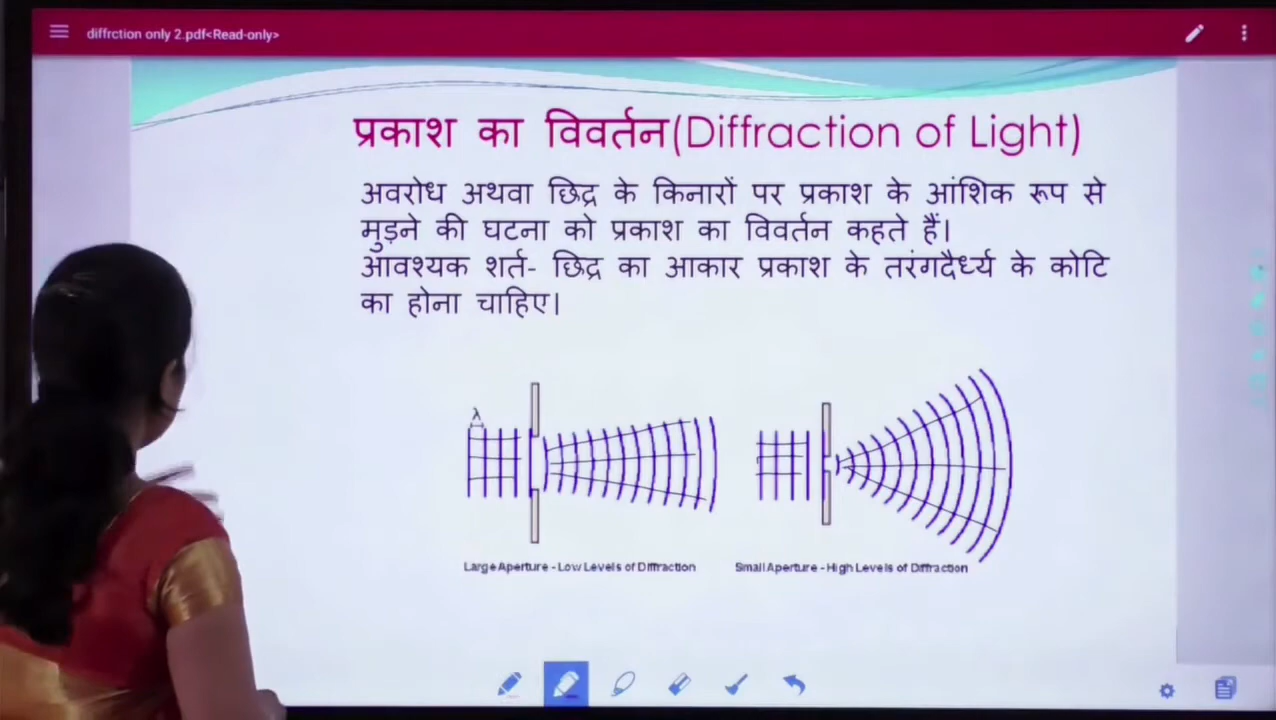 diffrction only 2.pdf<Read-only>
प्रकाश का विवर्तन(Diffraction of Light)
अवरोध अथवा छिद्र के किनारों पर प्रकाश के आंशिक रूप से
मुड़ने की घटना को प्रकाश का विवर्तन कहते हैं।
आवश्यक शर्त- छिद्र का आकार प्रकाश के तरंगदैर्ध्य के कोटि
का होना चाहिए।
λ
Large Aperture - Low Levels of Diffraction
Small Aperture - High Levels of Diffraction